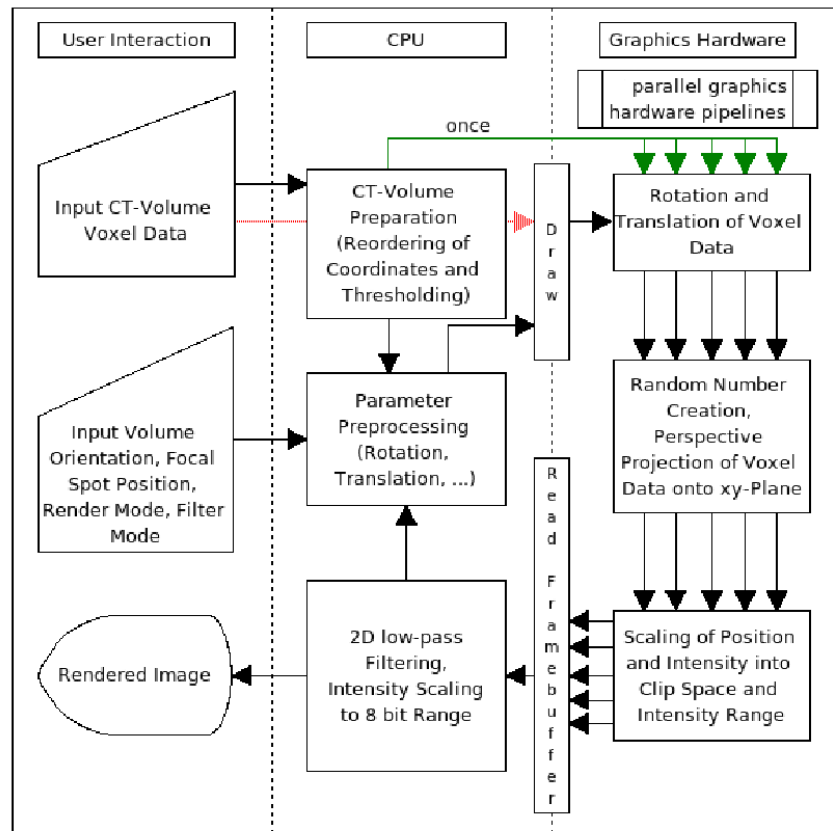 User Interaction
CPU
Graphics Hardware
parallel graphics
hardware pipelines
once
Input CT-Volume
Voxel Data
CT-Volume
Preparation
(Reordering of
Coordinates and
Thresholding)
Draw
Rotation and
Translation of Voxel
Data
Input Volume
Orientation, Focal
Spot Position,
Render Mode, Filter
Mode
Parameter
Preprocessing
(Rotation,
Translation, ...)
Random Number
Creation,
Perspective
Projection of Voxel
Data onto xy-Plane
Read Framebuffer
Rendered Image
2D low-pass
Filtering,
Intensity Scaling
to 8 bit Range
Scaling of Position
and Intensity into
Clip Space and
Intensity Range